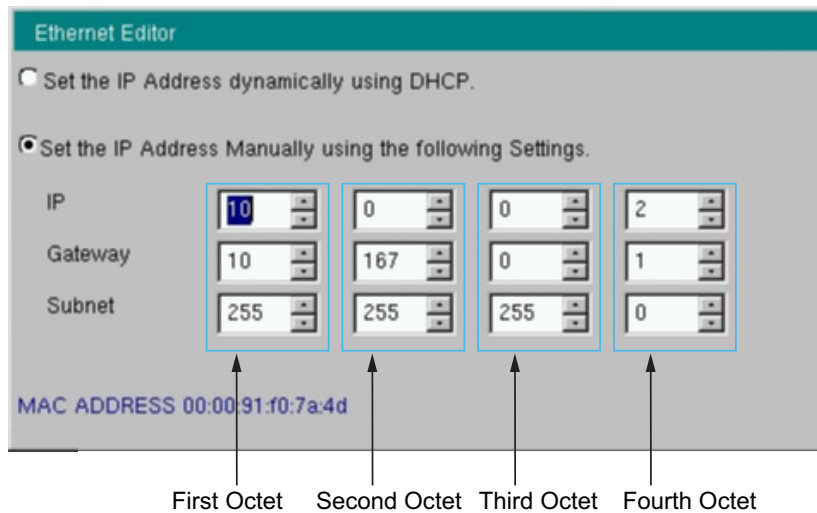 Ethernet Editor
Set the IP Address dynamically using DHCP.
Set the IP Address Manually using the following Settings.
IP 10 0 0 2
Gateway 10 167 0 1
Subnet 255 255 255 0
MAC ADDRESS 00:00:91:f0:7a:4d
First Octet Second Octet Third Octet Fourth Octet